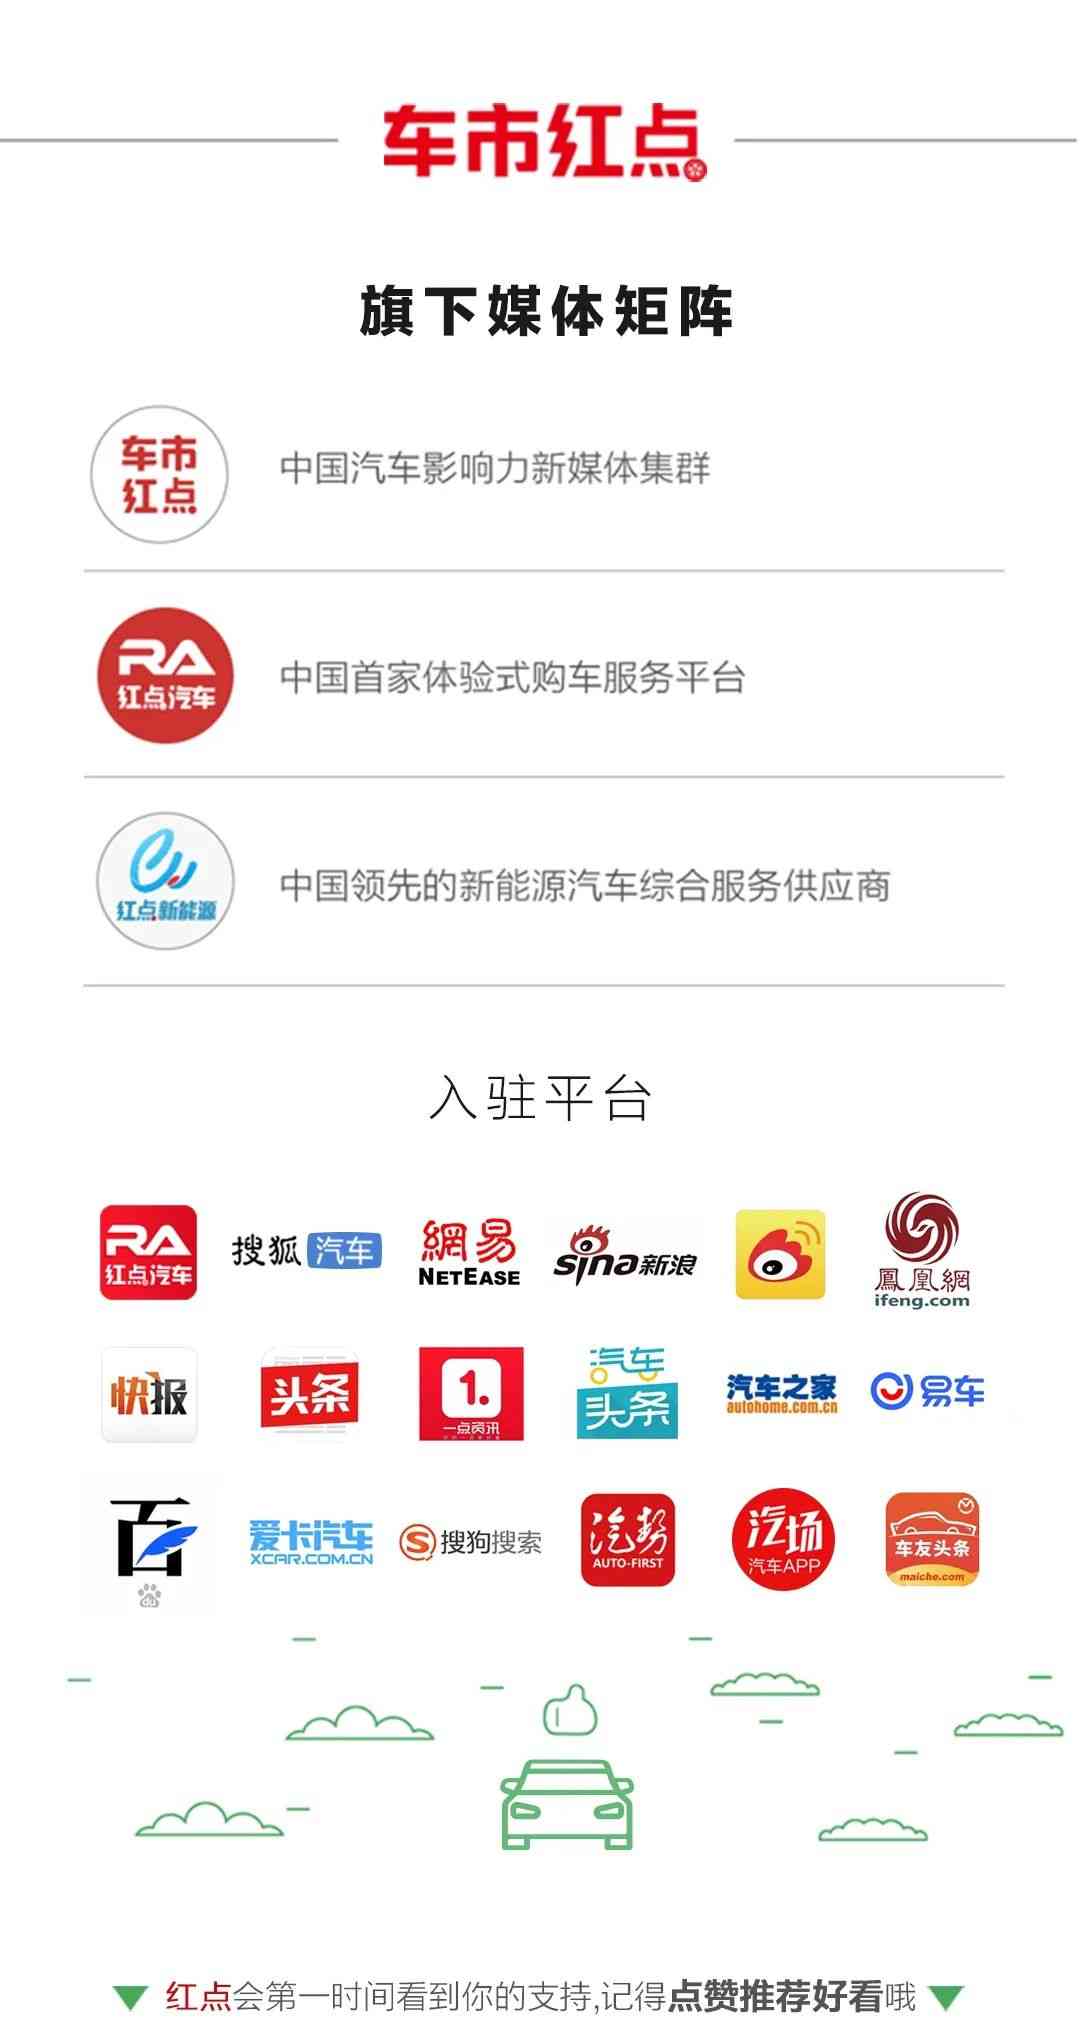 车市红点
旗下媒体矩阵
车市
红点
中国汽车影响力新媒体集群
RA
红点汽车
中国首家体验式购车服务平台
红点新能源
中国领先的新能源汽车综合服务供应商
入驻平台
RA
红点汽车
搜狐 汽车
網易
NETEASE
sina新浪
鳳凰網
ifeng.com
快报
头条
1.
一点资讯
汽车
头条
汽车之家
autohome.com.cn
易车
百
du
爱卡汽车
XCAR.COM.CN
S 搜狗搜索
汽势
AUTO-FIRST
汽场
汽车APP
车友头条
maiche.com
红点会第一时间看到你的支持,记得点赞推荐好看哦